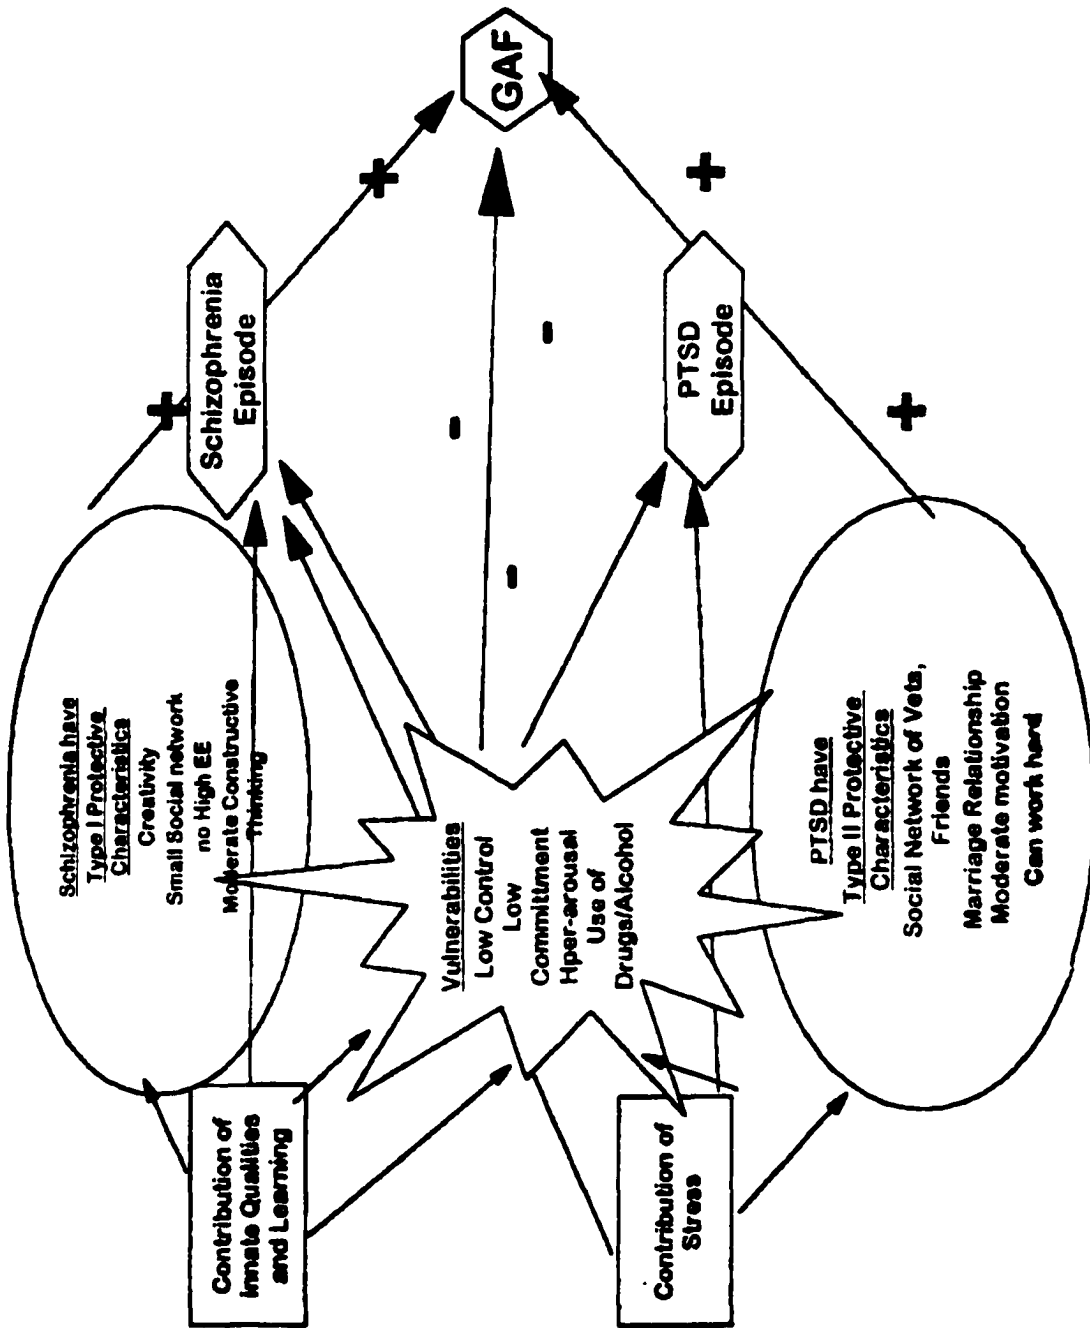 Contribution of
innate Qualities
and Learning
Contribution of
Stress
Schizophrenia have
Type I Protective
Characteristics
Creativity
Small Social network
no High EE
Moderate Constructive
Thinking
Vulnerabilities
Low Control
Low
Committment
Hper-arousal
Use of
Drugs/Alcohol
PTSD have
Type II Protective
Characteristics
Social Network of Vets,
Friends
Marriage Relationship
Moderate motivation
Can work hard
Schizophrenia
Episode
PTSD
Episode
+
+
-
-
-
+
+
GAF